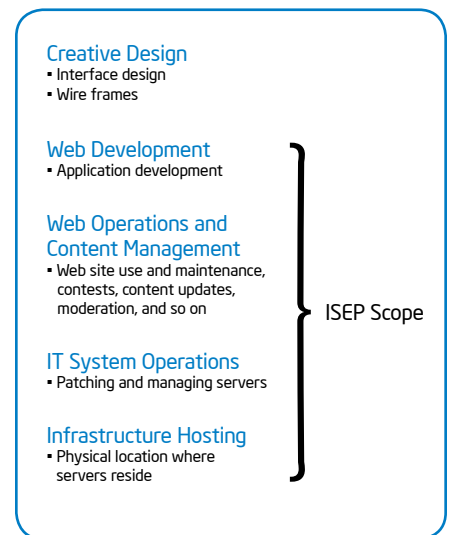 Creative Design
▪ Interface design
▪ Wire frames
Web Development
▪ Application development
Web Operations and
Content Management
▪ Web site use and maintenance,
contests, content updates,
moderation, and so on
ISEP Scope
IT System Operations
▪ Patching and managing servers
Infrastructure Hosting
▪ Physical location where
servers reside